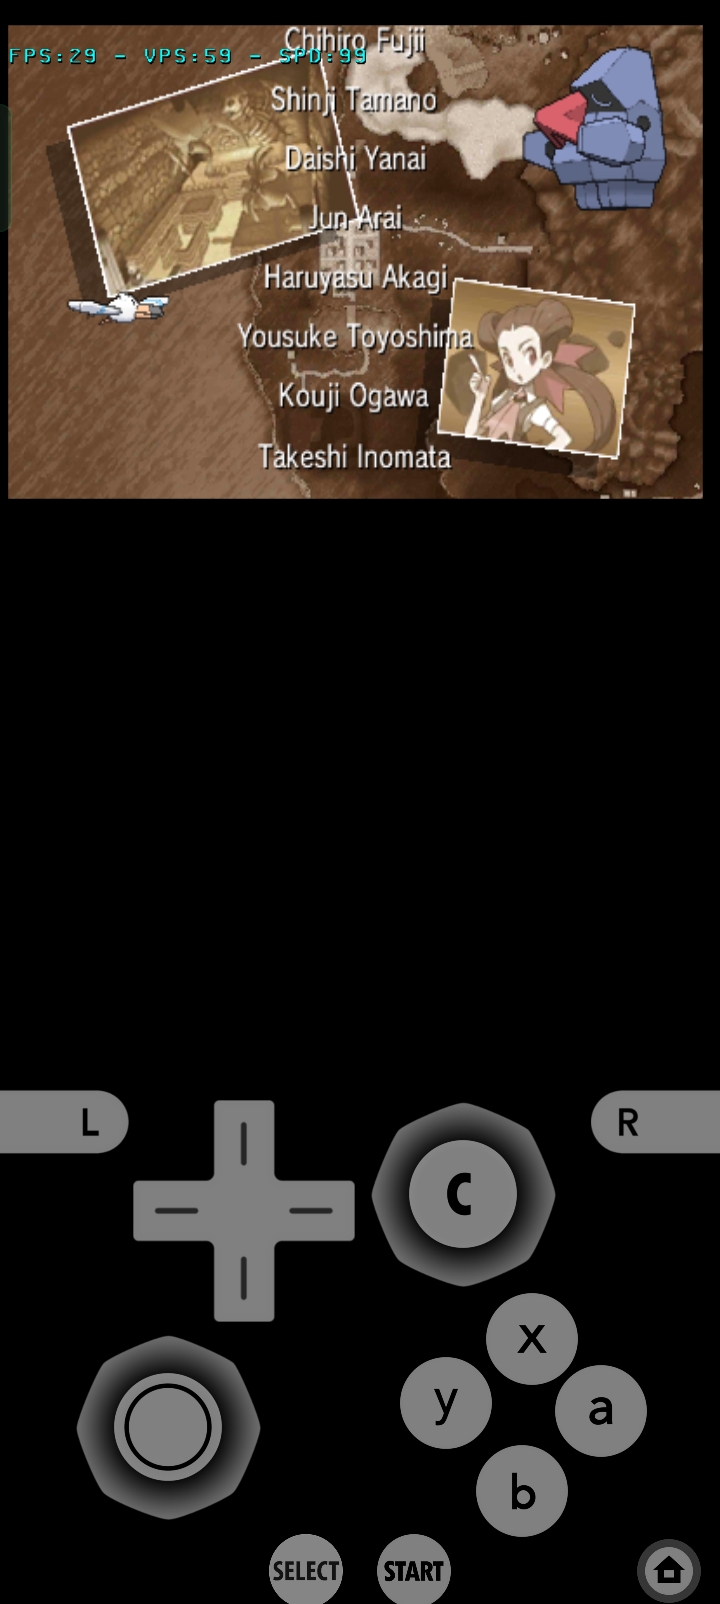 Chihiro Fujii
FPS:29 - VPS:59 - SPD:99
Shinji Tamano
Daishi Yanai
Jun Arai
Haruyasu Akagi
Yousuke Toyoshima
Kouji Ogawa
Takeshi Inomata
L
R
C
x
y
a
b
SELECT
START